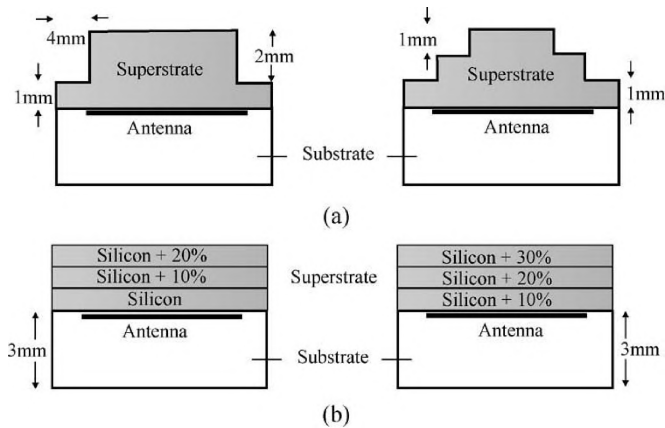 4mm
2mm
Superstrate
1mm
Antenna
1mm
Superstrate
1mm
Antenna
Substrate
(a)
Silicon + 20%
Silicon + 10%
Silicon
Superstrate
Silicon + 30%
Silicon + 20%
Silicon + 10%
Antenna
3mm
Substrate
Antenna
3mm
(b)